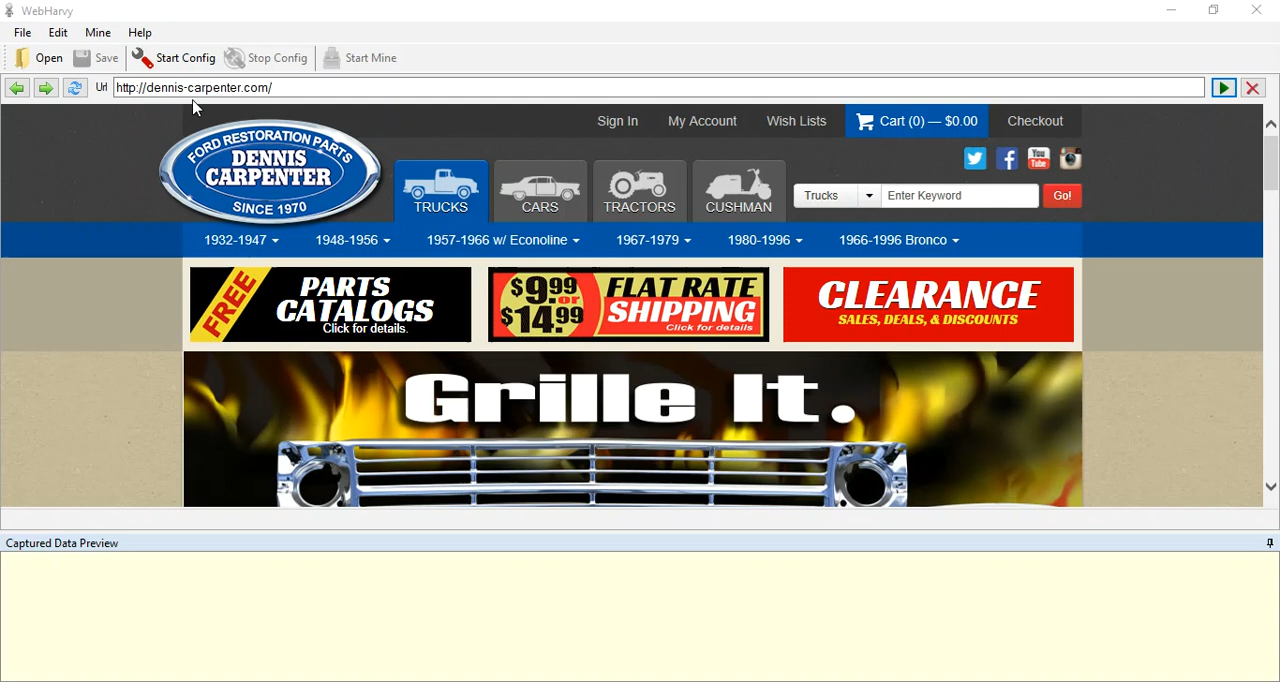 WebHarvy
File Edit Mine Help
Open Save Start Config Stop Config Start Mine
Url http://dennis-carpenter.com/
Sign In My Account Wish Lists Cart (0) — $0.00 Checkout
FORD RESTORATION PARTS
DENNIS
CARPENTER
SINCE 1970
TRUCKS CARS TRACTORS CUSHMAN
Trucks Enter Keyword Go!
You
Tube
1932-1947 1948-1956 1957-1966 w/ Econoline 1967-1979 1980-1996 1966-1996 Bronco
FREE
PARTS
CATALOGS
Click for details.
$9.99
or
$14.99
FLAT RATE
SHIPPING
Click for details
CLEARANCE
SALES, DEALS, & DISCOUNTS
Grille It.
Captured Data Preview